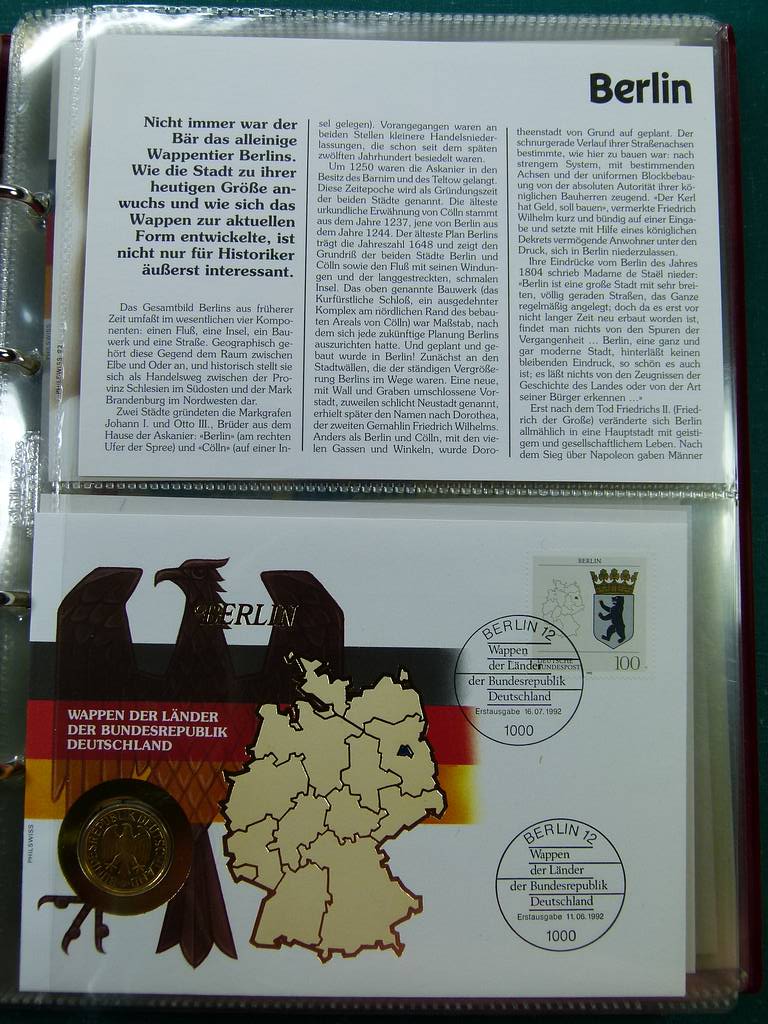 Berlin
Nicht immer war der
Bär das alleinige
Wappentier Berlins.
Wie die Stadt zu ihrer
heutigen Größe an-
wuchs und wie sich das
Wappen zur aktuellen
Form entwickelte, ist
nicht nur für Historiker
äußerst interessant.
Das Gesamtbild Berlins aus früherer
Zeit umfaßt im wesentlichen vier Kompo-
nenten: einen Fluß, eine Insel, ein Bau-
werk und eine Straße. Geographisch ge-
hört diese Gegend dem Raum zwischen
Elbe und Oder an, und historisch stellt sie
sich als Handelsweg zwischen der Pro-
vinz Schlesien im Südosten und der Mark
Brandenburg im Nordwesten dar.
Zwei Städte gründeten die Markgrafen
Johann I. und Otto III., Brüder aus dem
Hause der Askanier: «Berlin» (am rechten
Ufer der Spree) und «Cölln» (auf einer In-
sel gelegen). Vorangegangen waren an
beiden Stellen kleinere Handelsnieder-
lassungen, die schon seit dem späten
zwölften Jahrhundert besiedelt waren.
Um 1250 waren die Askanier in den
Besitz des Barnim und des Teltow gelangt.
Diese Zeitepoche wird als Gründungszeit
der beiden Städte genannt. Die älteste
urkundliche Erwähnung von Cölln stammt
aus dem Jahre 1237, jene von Berlin aus
dem Jahre 1244. Der älteste Plan Berlins
trägt die Jahreszahl 1648 und zeigt den
Grundriß der beiden Städte Berlin und
Cölln sowie den Fluß mit seinen Windun-
gen und der langgestreckten, schmalen
Insel. Das oben genannte Bauwerk (das
Kurfürstliche Schloß, ein ausgedehnter
Komplex am nördlichen Rand des bebau-
ten Areals von Cölln) war Maßstab, nach
dem sich jede zukünftige Planung Berlins
auszurichten hatte. Und geplant und ge-
baut wurde in Berlin! Zunächst an den
Stadtwällen, die der ständigen Vergröße-
rung Berlins im Wege waren. Eine neue,
mit Wall und Graben umschlossene Vor-
stadt, zuweilen schlicht Neustadt genannt,
erhielt später den Namen nach Dorothea,
der zweiten Gemahlin Friedrich Wilhelms.
Anders als Berlin und Cölln, mit den vie-
len Gassen und Winkeln, wurde Doro-
theenstadt von Grund auf geplant. Der
schnurgerade Verlauf ihrer Straßenachsen
bestimmte, wie hier zu bauen war: nach
strengem System, mit bestimmenden
Achsen und der uniformen Blockbebau-
ung von der absoluten Autorität ihrer kö-
niglichen Bauherren zeugend. «Der Kerl
hat Geld, soll bauen», vermerkte Friedrich
Wilhelm kurz und bündig auf einer Einga-
be und setzte mit Hilfe eines königlichen
Dekrets vermögende Anwohner unter den
Druck, sich in Berlin niederzulassen.
Ihre Eindrücke vom Berlin des Jahres
1804 schrieb Madame de Staël nieder:
«Berlin ist eine große Stadt mit sehr brei-
ten, völlig geraden Straßen, das Ganze
regelmäßig angelegt; doch da es erst vor
nicht langer Zeit neu erbaut worden ist,
findet man nichts von den Spuren der
Vergangenheit ... Berlin, eine ganz und
gar moderne Stadt, hinterläßt keinen
bleibenden Eindruck, so schön es auch
ist; es läßt nichts von den Zeugnissen der
Geschichte des Landes oder von der Art
seiner Bürger erkennen ...»
Erst nach dem Tod Friedrichs II. (Fried-
rich der Große) veränderte sich Berlin
allmählich in eine Hauptstadt mit geisti-
gem und gesellschaftlichem Leben. Nach
dem Sieg über Napoleon gaben Männer
PHILSWISS 92
BERLIN
WAPPEN DER LÄNDER
DER BUNDESREPUBLIK
DEUTSCHLAND
PHILSWISS
BERLIN
DEUTSCHE
BUNDESPOST
100
BERLIN 12
Wappen
der Länder
der Bundesrepublik
Deutschland
Erstausgabe 16.07.1992
1000
BERLIN 12
Wappen
der Länder
der Bundesrepublik
Deutschland
Erstausgabe 11.06.1992
1000